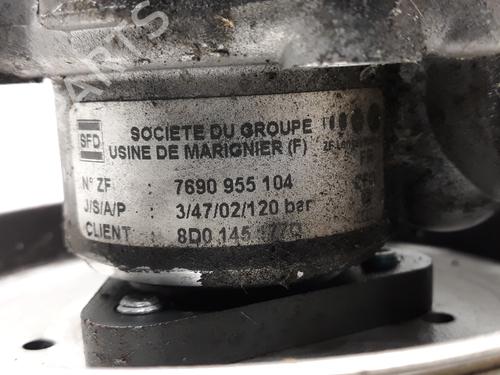 PARTS
SFD
SOCIETE DU GROUPE
USINE DE MARIGNIER (F)
N° ZF : 7690 955 104
J/S/A/P : 3/47/02/120 bar
CLIENT : 8D0 145